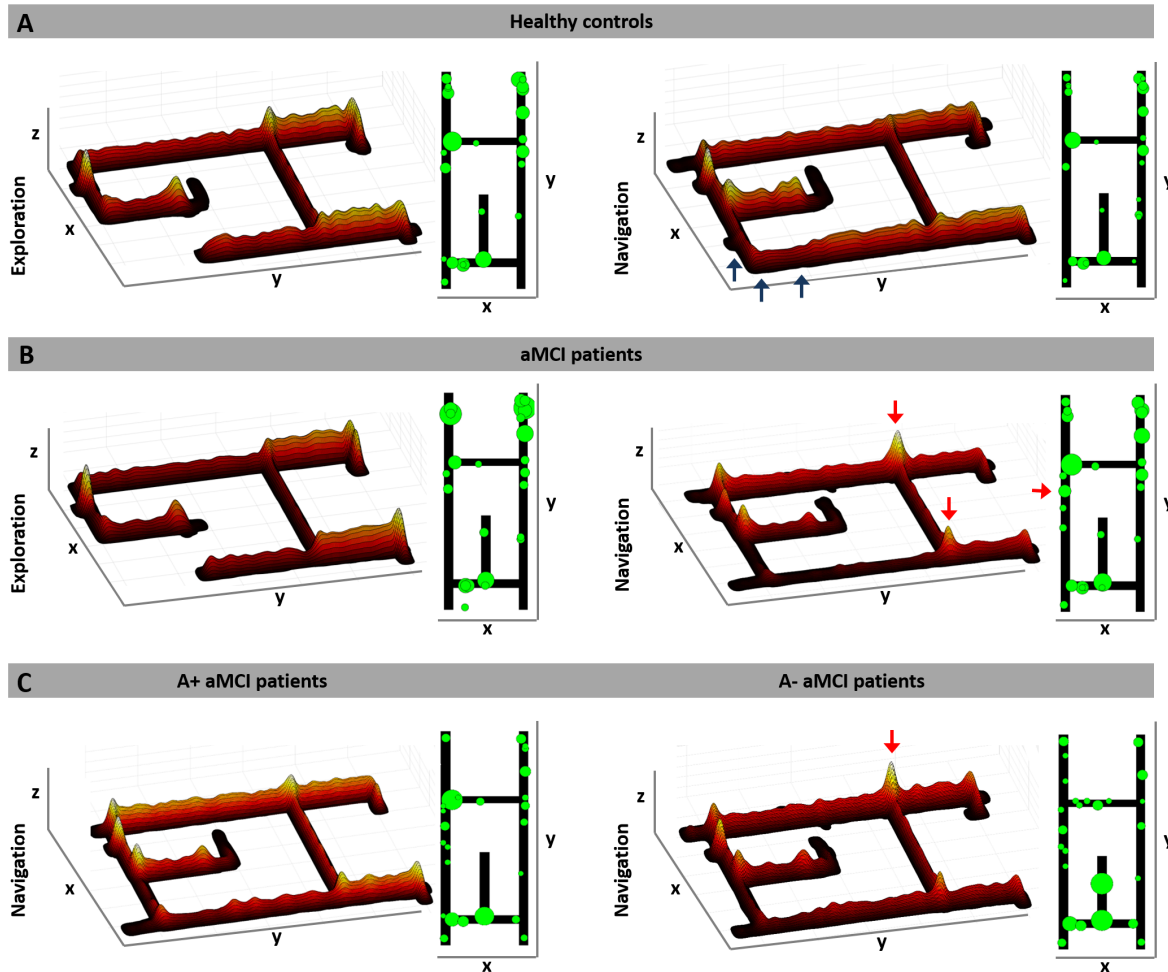 A
Healthy controls
z
x
Exploration
y
y
x
z
x
Navigation
y
y
x
B
aMCI patients
z
x
Exploration
y
y
x
z
x
Navigation
y
y
x
C
A+ aMCI patients
A- aMCI patients
z
x
Navigation
y
y
x
z
x
Navigation
y
y
x